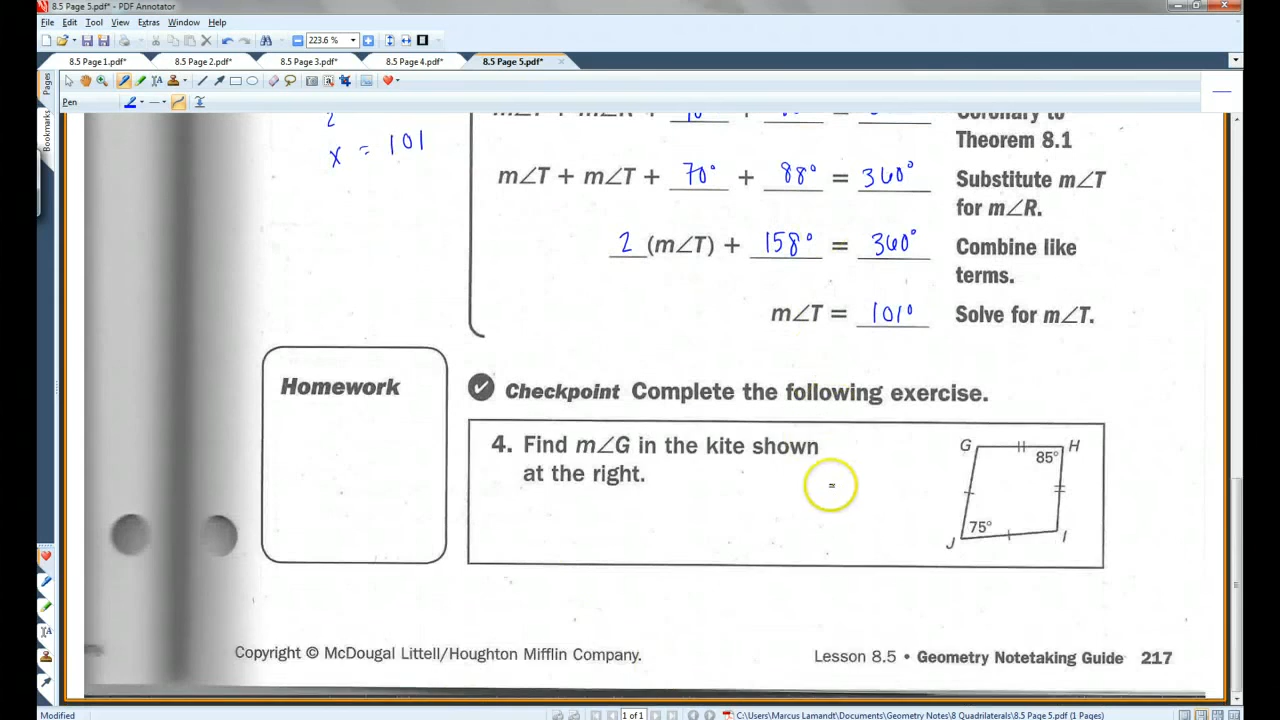 8.5 Page 5.pdf* - PDF Annotator
File Edit Tool View Extras Window Help
223.6 %
8.5 Page 1.pdf* 8.5 Page 2.pdf* 8.5 Page 3.pdf* 8.5 Page 4.pdf* 8.5 Page 5.pdf*
Pen
Pages
Bookmarks
2
x = 101
Corollary to
Theorem 8.1
m∠T + m∠T + 70° + 88° = 360°
Substitute m∠T
for m∠R.
2 (m∠T) + 158° = 360°
Combine like
terms.
m∠T = 101°
Solve for m∠T.
Homework
Checkpoint Complete the following exercise.
4. Find m∠G in the kite shown
at the right.
G H
85°
75°
J I
Copyright © McDougal Littell/Houghton Mifflin Company.
Lesson 8.5 • Geometry Notetaking Guide 217
Modified
1 of 1
C:\Users\Marcus Lamandt\Documents\Geometry Notes\8 Quadrilaterals\8.5 Page 5.pdf (1 Pages)